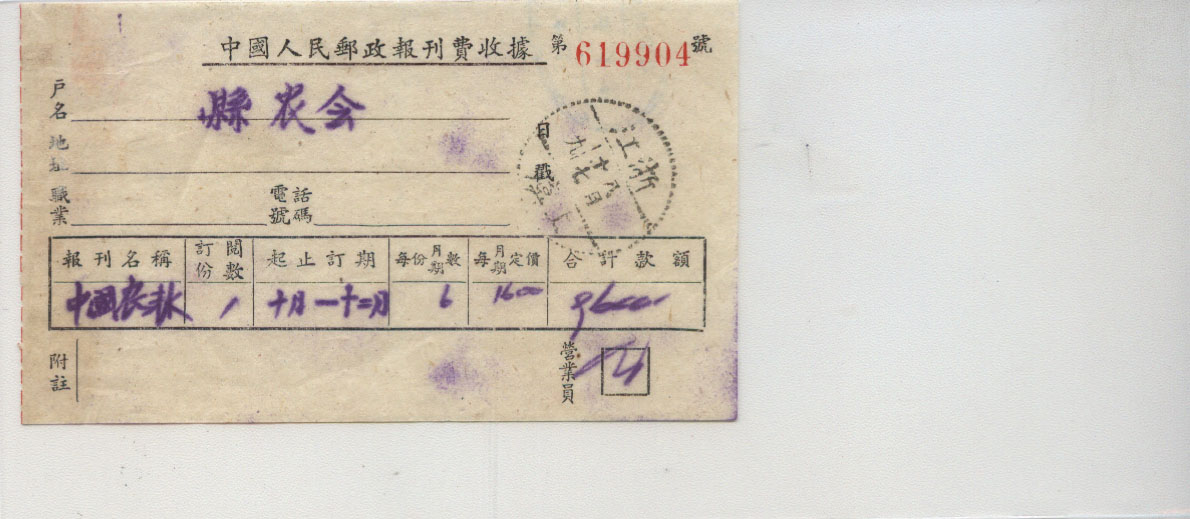 中國人民郵政報刊費收據 第619904號
戶名 縣农会
地址
職業 電話號碼
日戳
浙江
報刊名稱 訂閱份數 起止訂期 每份月期數 每月期定價 合計款額
中國农林 1 十月—十二月 6 1600 9600
附註
營業員